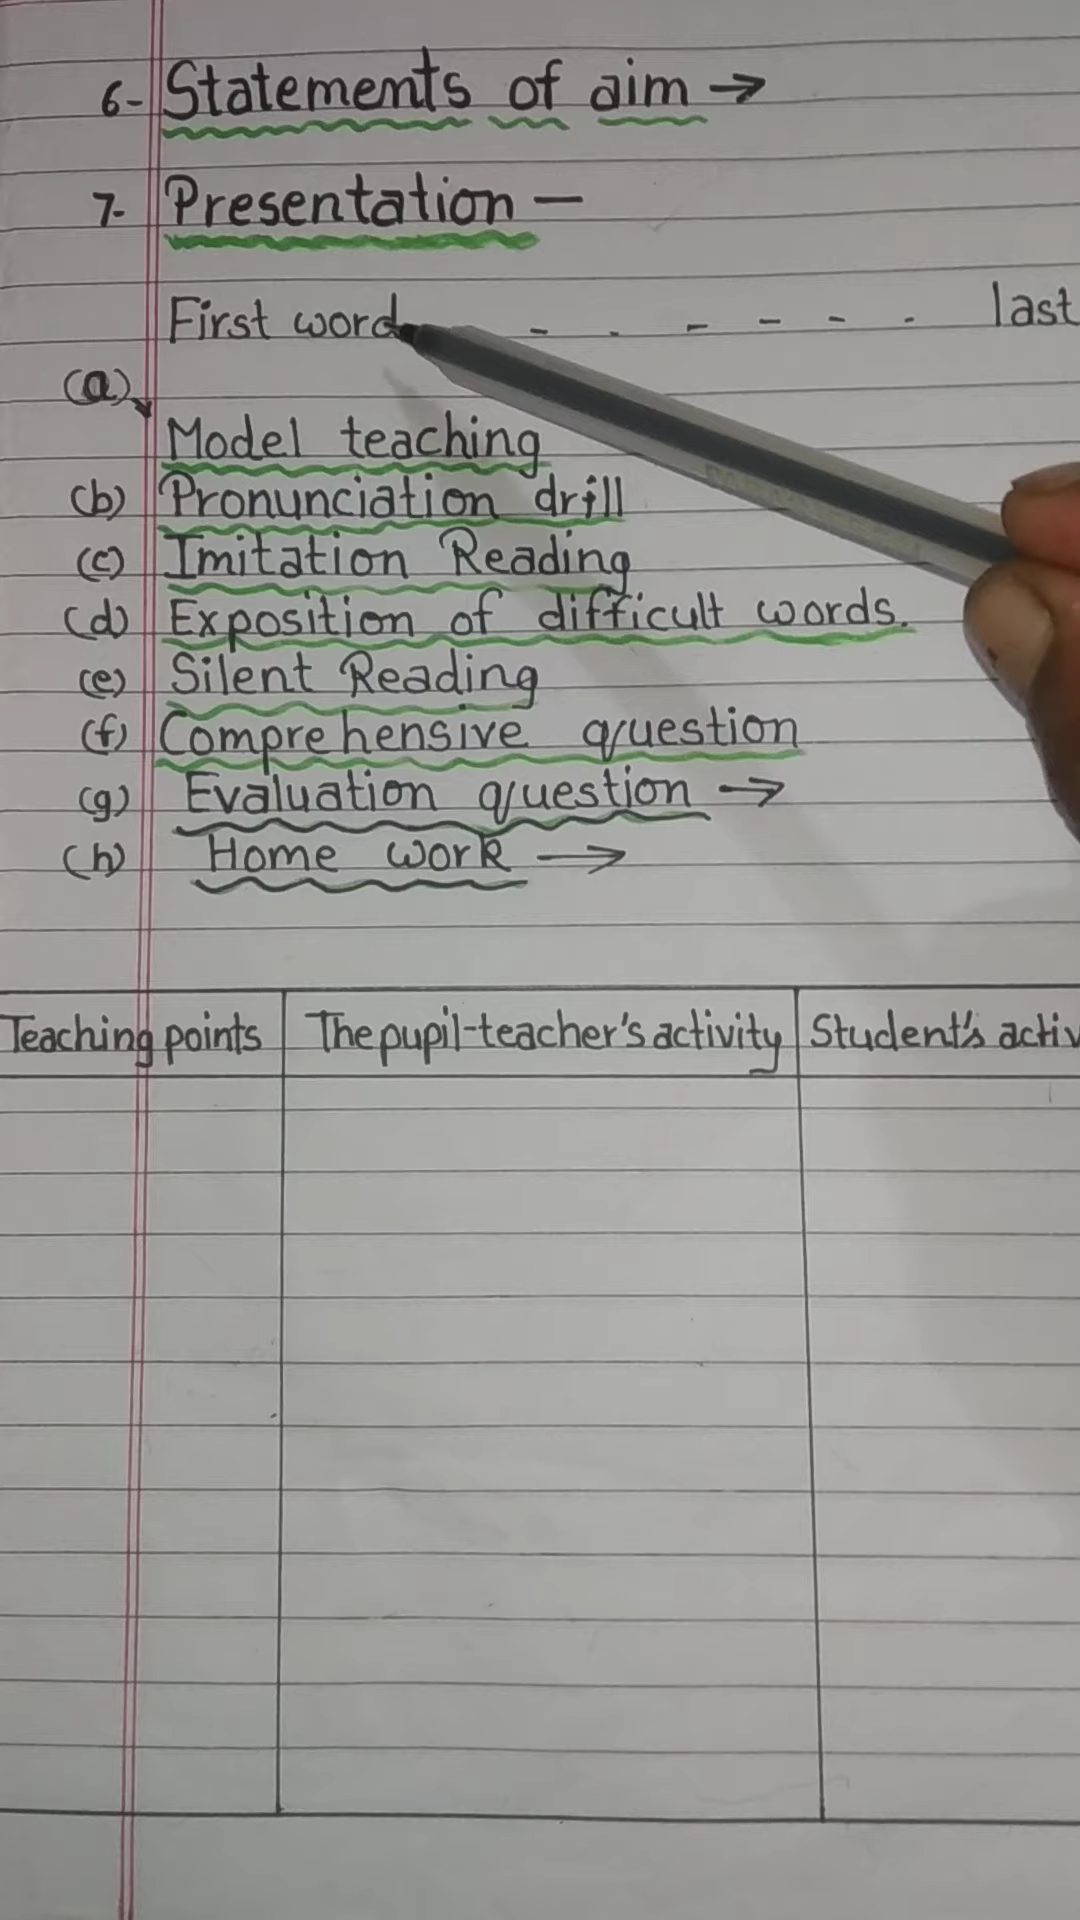 6- Statements of aim →
7- Presentation —
First word - - - - - - last
(a)
Model teaching
(b) Pronunciation drill
(c) Imitation Reading
(d) Exposition of difficult words.
(e) Silent Reading
(f) Comprehensive question
(g) Evaluation question →
(h) Home work →
Teaching points The pupil-teacher's activity Student's activ